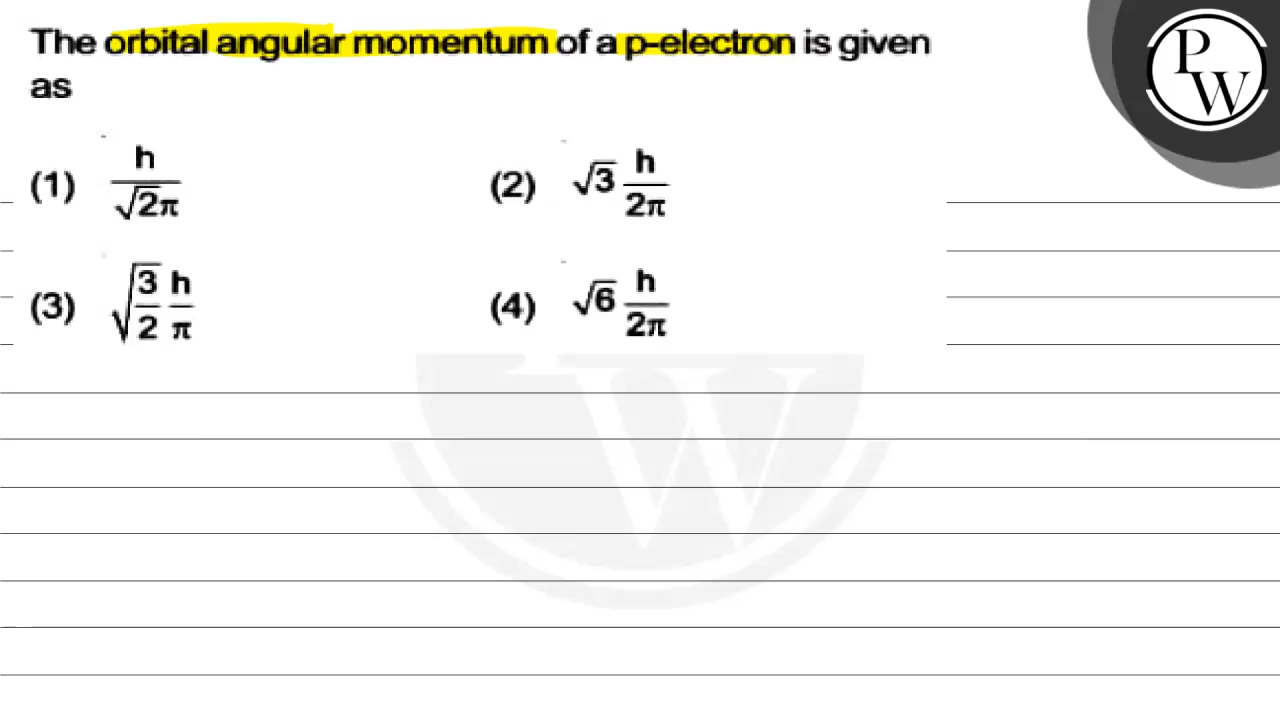 The orbital angular momentum of a p-electron is given
as
(1) h/√2π (2) √3 h/2π
(3) √3/2 h/π (4) √6 h/2π
PW
W